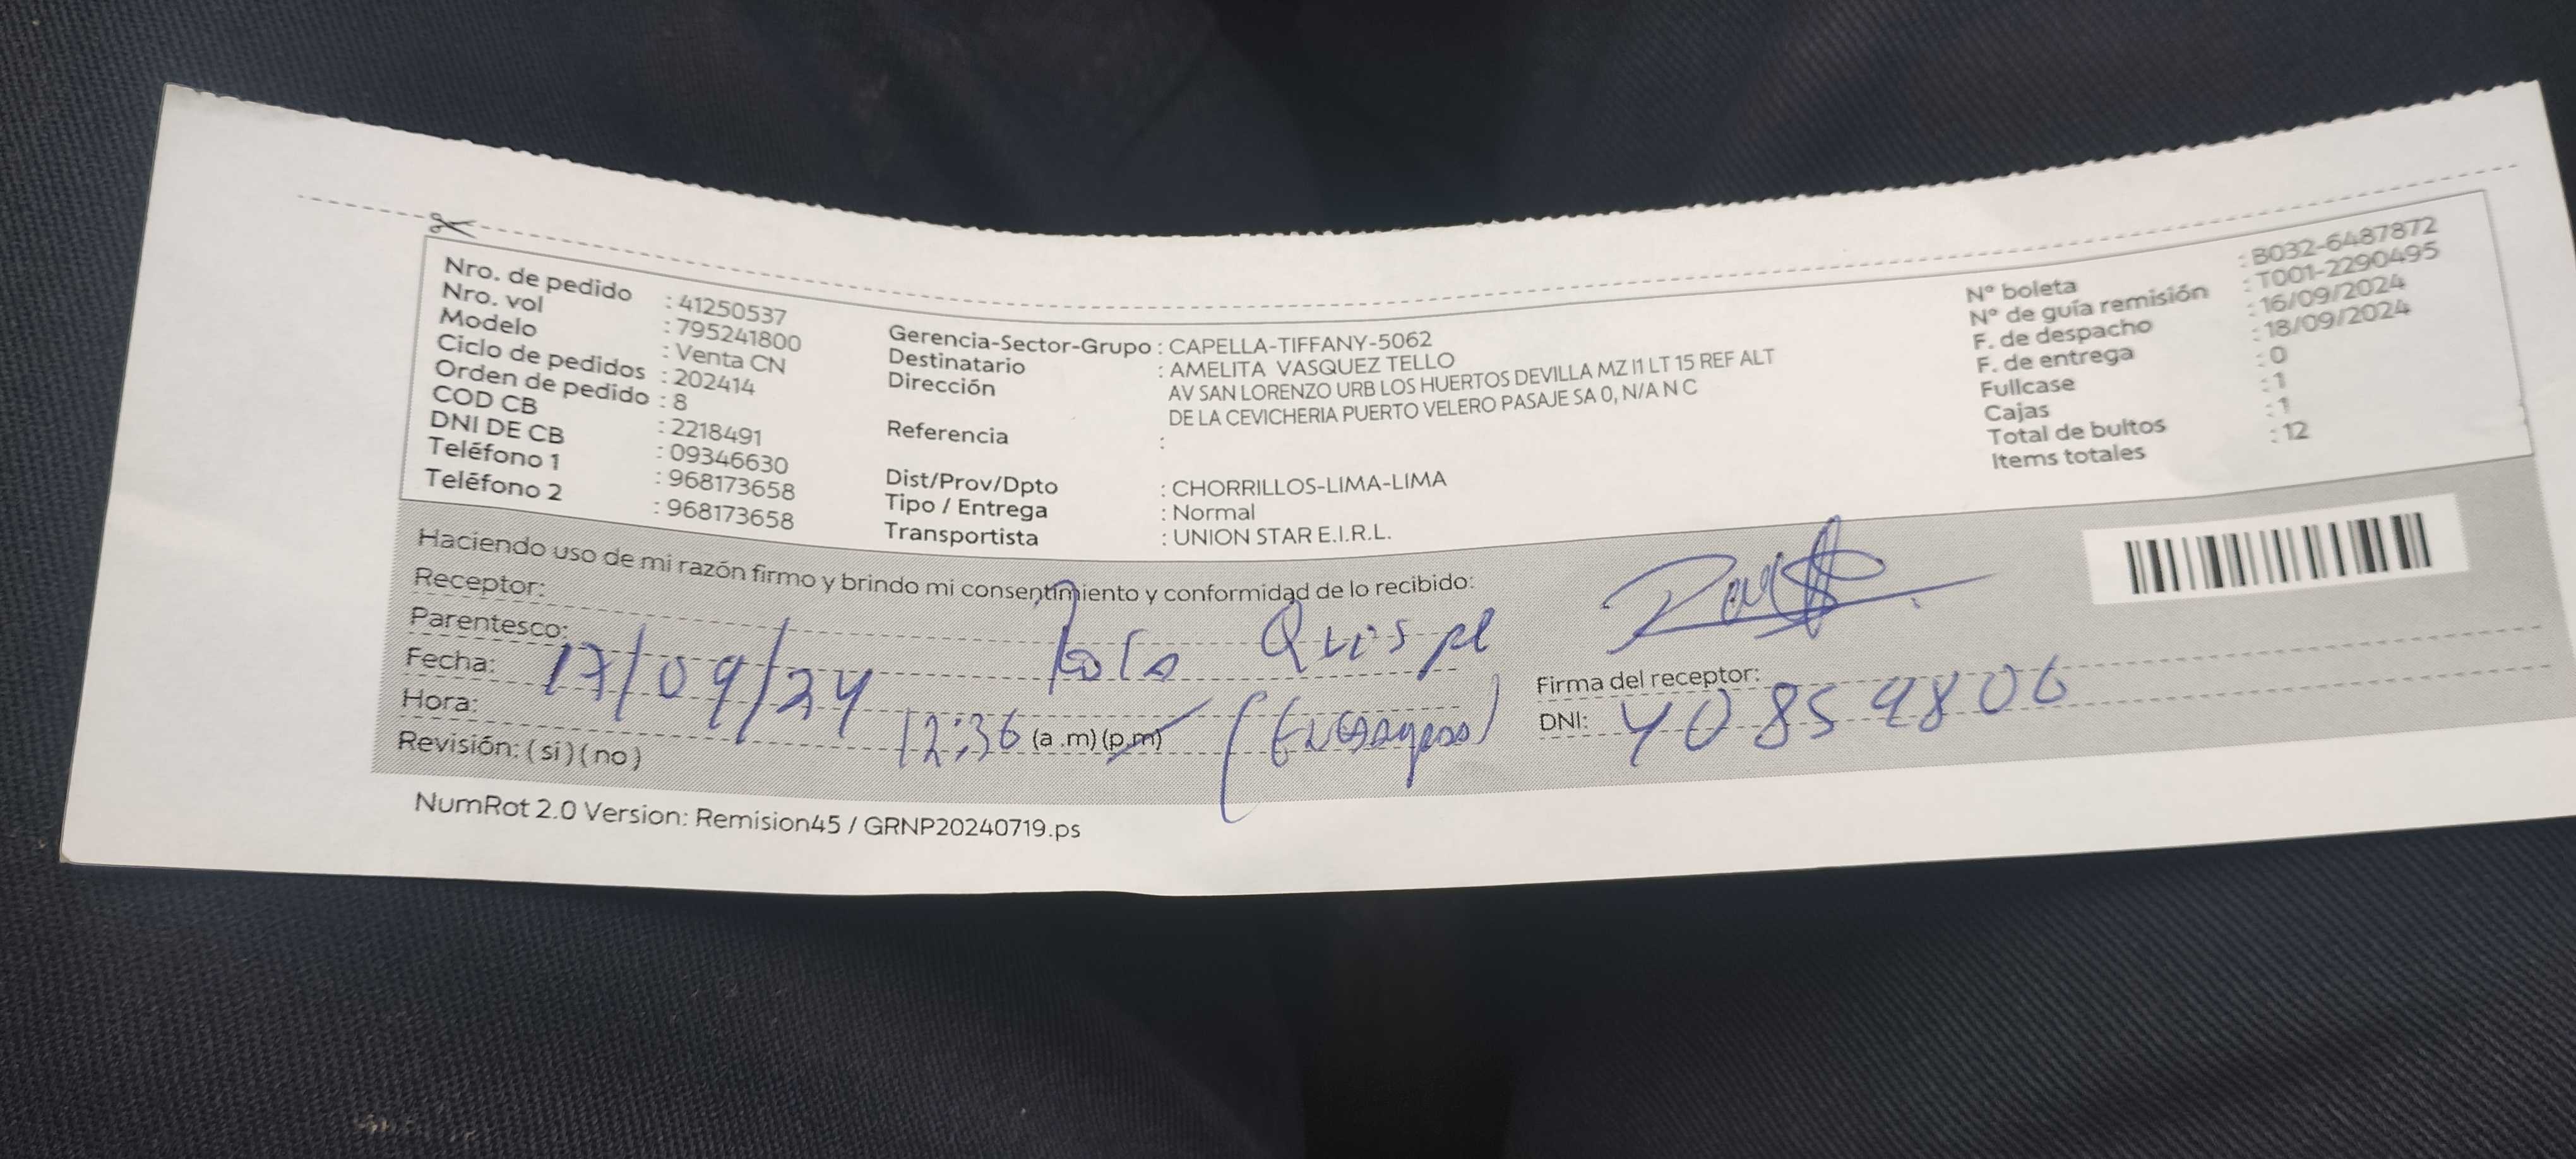 Nro. de pedido : 41250537
Nro. vol : 795241800
Modelo : Venta CN
Ciclo de pedidos : 202414
Orden de pedido : 8
COD CB : 2218491
DNI DE CB : 09346630
Teléfono 1 : 968173658
Teléfono 2 : 968173658
Gerencia-Sector-Grupo : CAPELLA-TIFFANY-5062
Destinatario : AMELITA VASQUEZ TELLO
Dirección : AV SAN LORENZO URB LOS HUERTOS DEVILLA MZ I1 LT 15 REF ALT
DE LA CEVICHERIA PUERTO VELERO PASAJE SA 0, N/A N C
Referencia :
Dist/Prov/Dpto : CHORRILLOS-LIMA-LIMA
Tipo / Entrega : Normal
Transportista : UNION STAR E.I.R.L.
Nº boleta : B032-6487872
Nº de guía remisión : T001-2290495
F. de despacho : 16/09/2024
F. de entrega : 18/09/2024
Fullcase : 0
Cajas : 1
Total de bultos : 1
Items totales : 12
Haciendo uso de mi razón firmo y brindo mi consentimiento y conformidad de lo recibido:
Receptor:
Quispe
Parentesco:
Fecha: 17/09/24
Hora: 12:36 (a .m) (p.m)
Revisión: ( si ) ( no )
Firma del receptor:
DNI: 40859806
NumRot 2.0 Version: Remision45 / GRNP20240719.ps